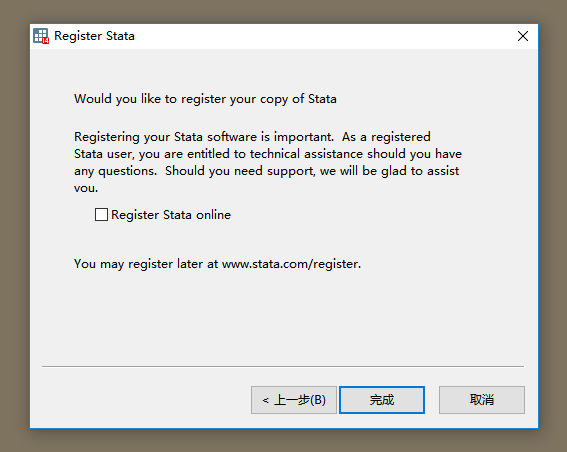 14
Register Stata
Would you like to register your copy of Stata
Registering your Stata software is important.  As a registered
Stata user, you are entitled to technical assistance should you have
any questions.  Should you need support, we will be glad to assist
you.
Register Stata online
You may register later at www.stata.com/register.
< 上一步(B)
完成
取消